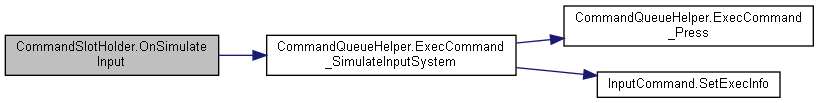 CommandSlotHolder.OnSimulate
Input
CommandQueueHelper.ExecCommand
_SimulateInputSystem
CommandQueueHelper.ExecCommand
_Press
InputCommand.SetExecInfo